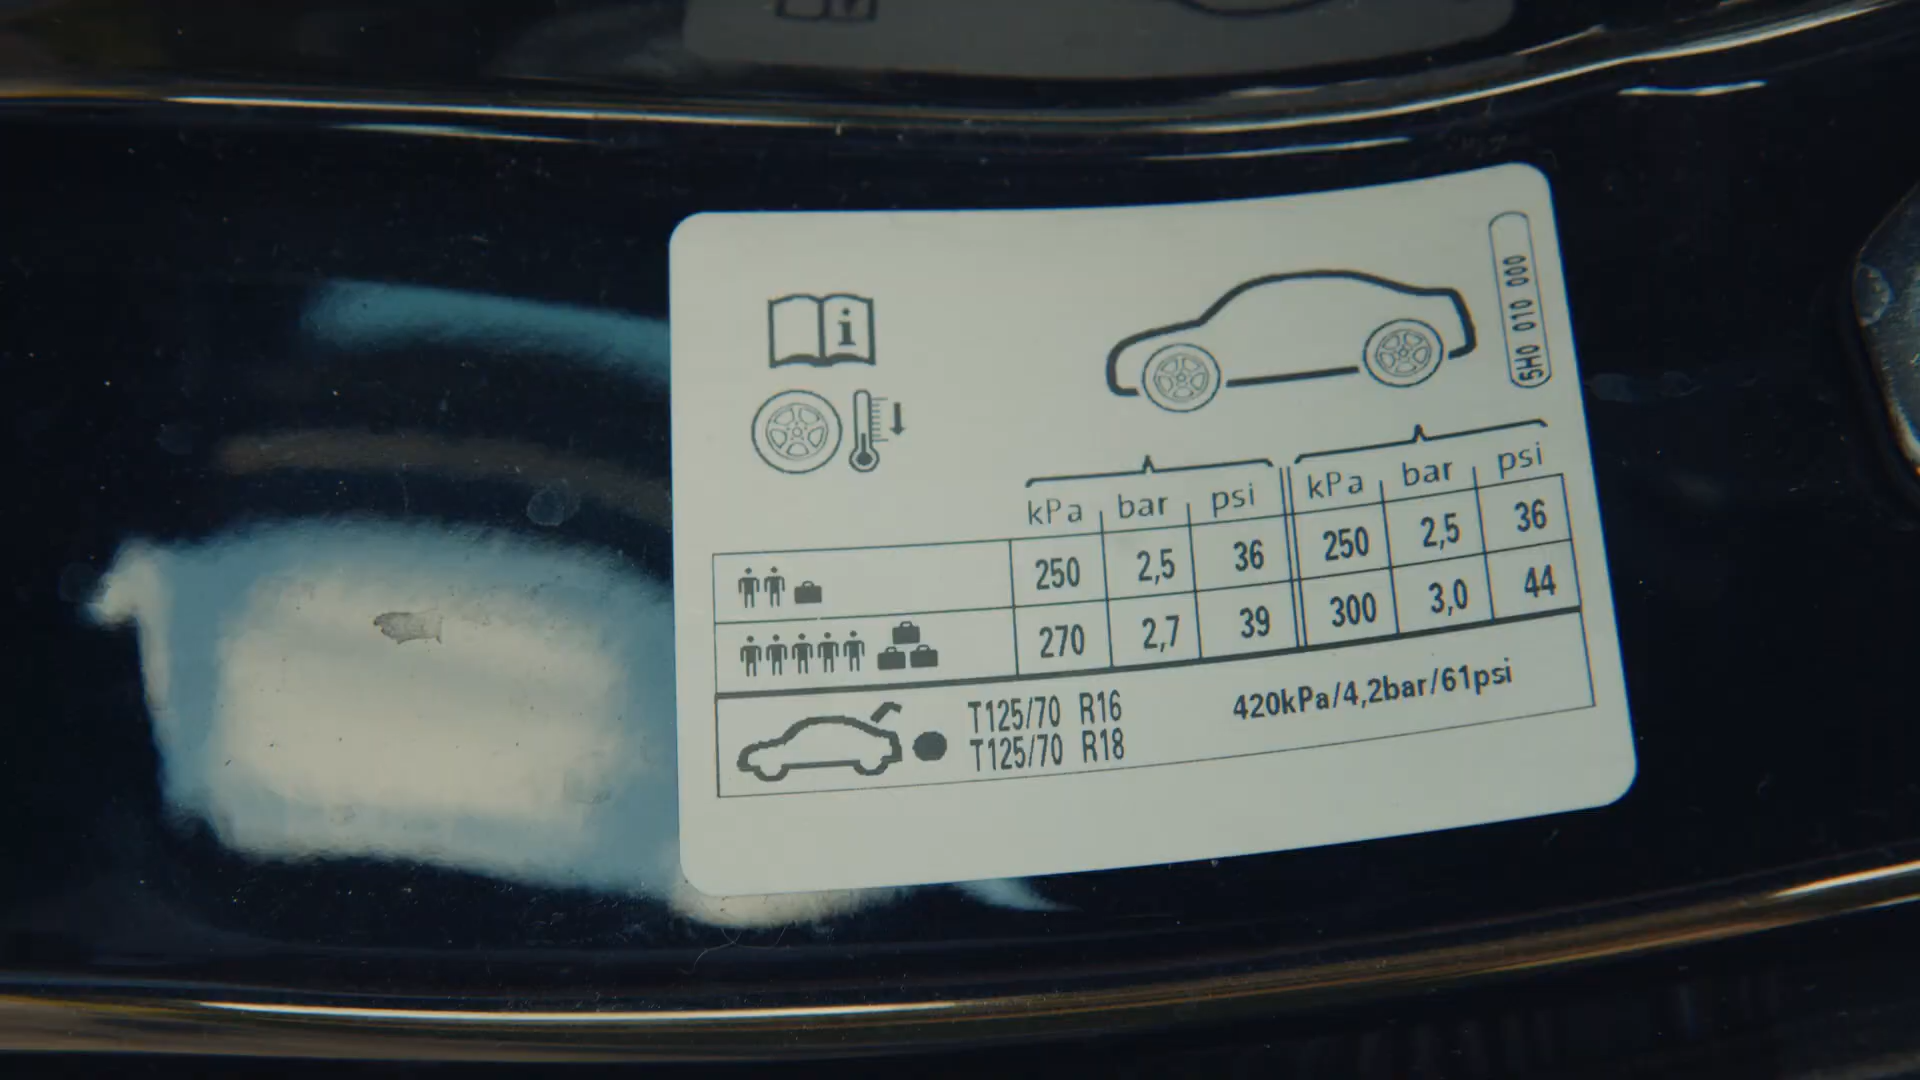 i
5H0 010 000
kPa bar psi kPa bar psi
250 2,5 36 250 2,5 36
270 2,7 39 300 3,0 44
T125/70 R16
T125/70 R18
420kPa/4,2bar/61psi